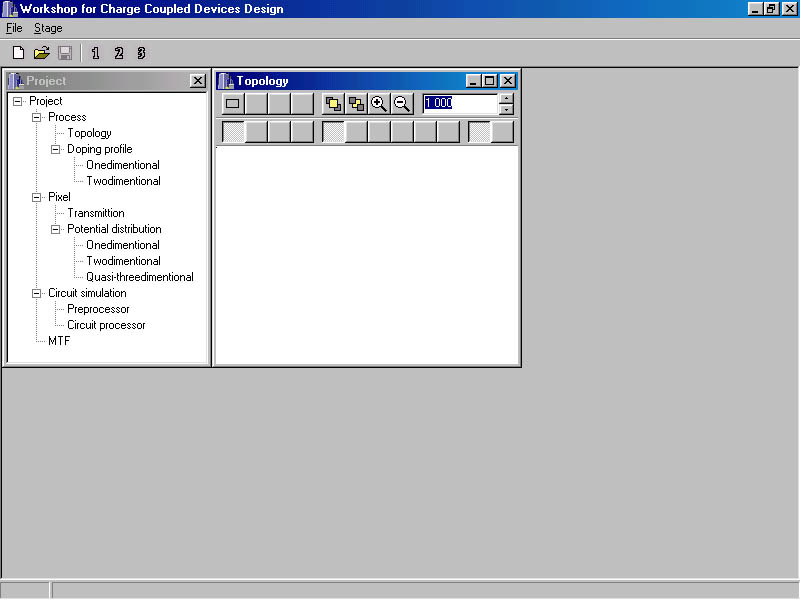 Workshop for Charge Coupled Devices Design
File Stage
1 2 3
Project
Project
Process
Topology
Doping profile
Onedimentional
Twodimentional
Pixel
Transmittion
Potential distribution
Onedimentional
Twodimentional
Quasi-threedimentional
Circuit simulation
Preprocessor
Circuit processor
MTF
Topology
1 000